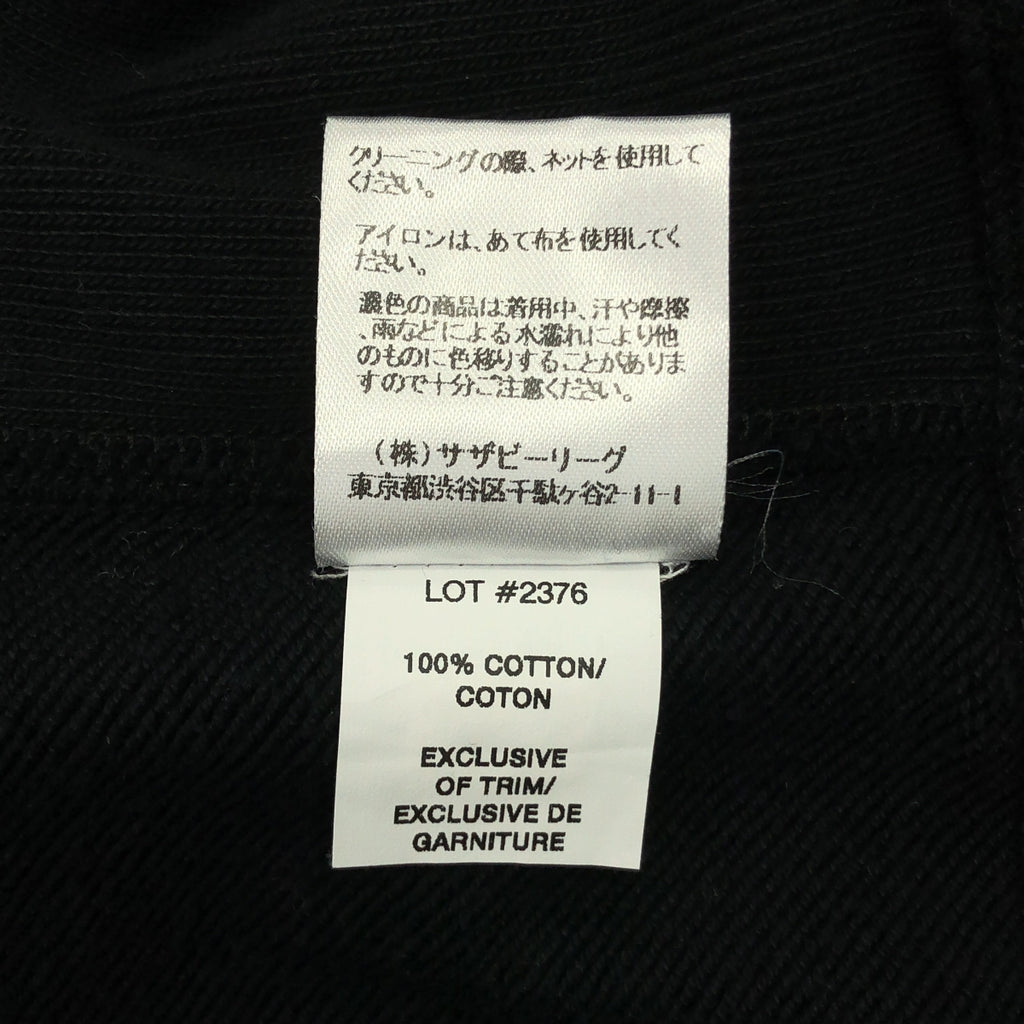 クリーニングの際、ネットを使用して
ください。
アイロンは、あて布を使用してく
ださい。
濃色の商品は着用中、汗や摩擦
、雨などによる水濡れにより他
のものに色移りすることがありま
すので十分ご注意ください。
(株)サザビーリーグ
東京都渋谷区千駄ヶ谷2-11-1
LOT #2376
100% COTTON/
COTON
EXCLUSIVE
OF TRIM/
EXCLUSIVE DE
GARNITURE